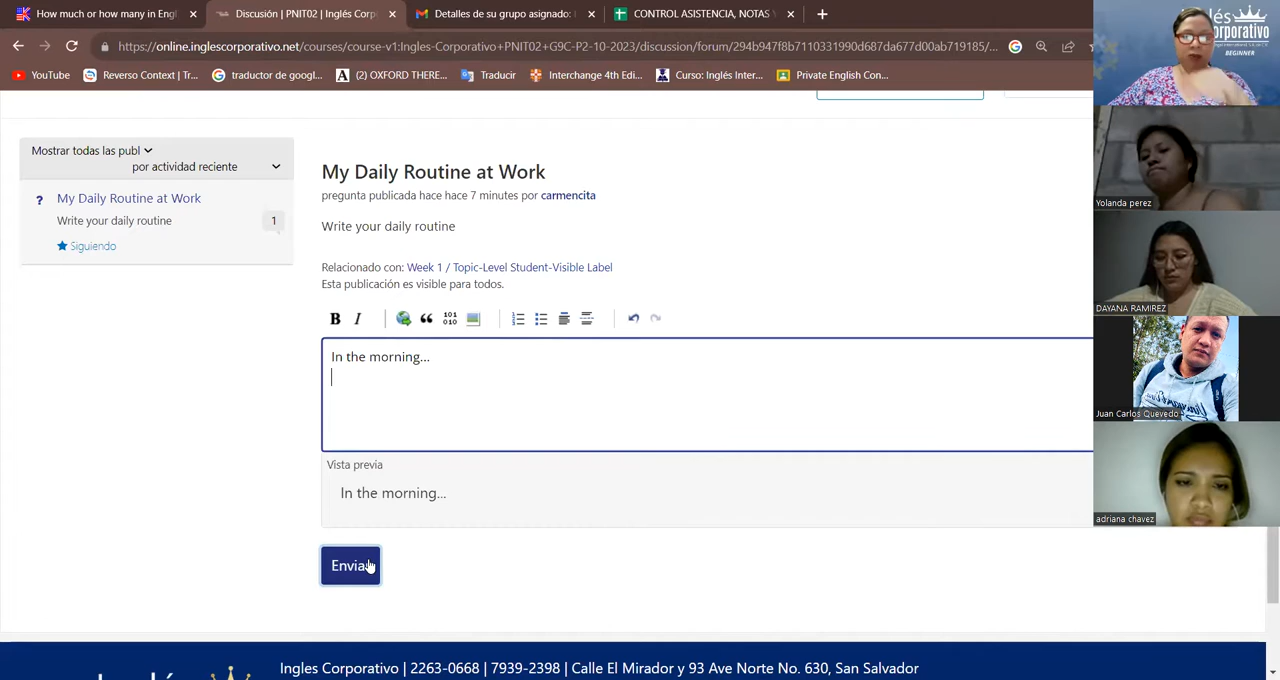 How much or how many in Engl
Discusión | PNIT02 | Inglés Corp
Detalles de su grupo asignado:
CONTROL ASISTENCIA, NOTAS Y
https://online.inglescorporativo.net/courses/course-v1:Ingles-Corporativo+PNIT02+G9C-P2-10-2023/discussion/forum/294b947f8b7110331990d687da677d00ab719185/...
YouTube
Reverso Context | Tr...
traductor de googl...
(2) OXFORD THERE...
Traducir
Interchange 4th Edi...
Curso: Inglés Inter...
Private English Con...
Mostrar todas las publ
por actividad reciente
? My Daily Routine at Work
Write your daily routine
1
Siguiendo
My Daily Routine at Work
pregunta publicada hace hace 7 minutes por carmencita
Write your daily routine
Relacionado con: Week 1 / Topic-Level Student-Visible Label
Esta publicación es visible para todos.
B I
In the morning...
Vista previa
In the morning...
Envia
Ingles Corporativo | 2263-0668 | 7939-2398 | Calle El Mirador y 93 Ave Norte No. 630, San Salvador
BEGINNER
Yolanda perez
DAYANA RAMIREZ
Juan Carlos Quevedo
adriana chavez